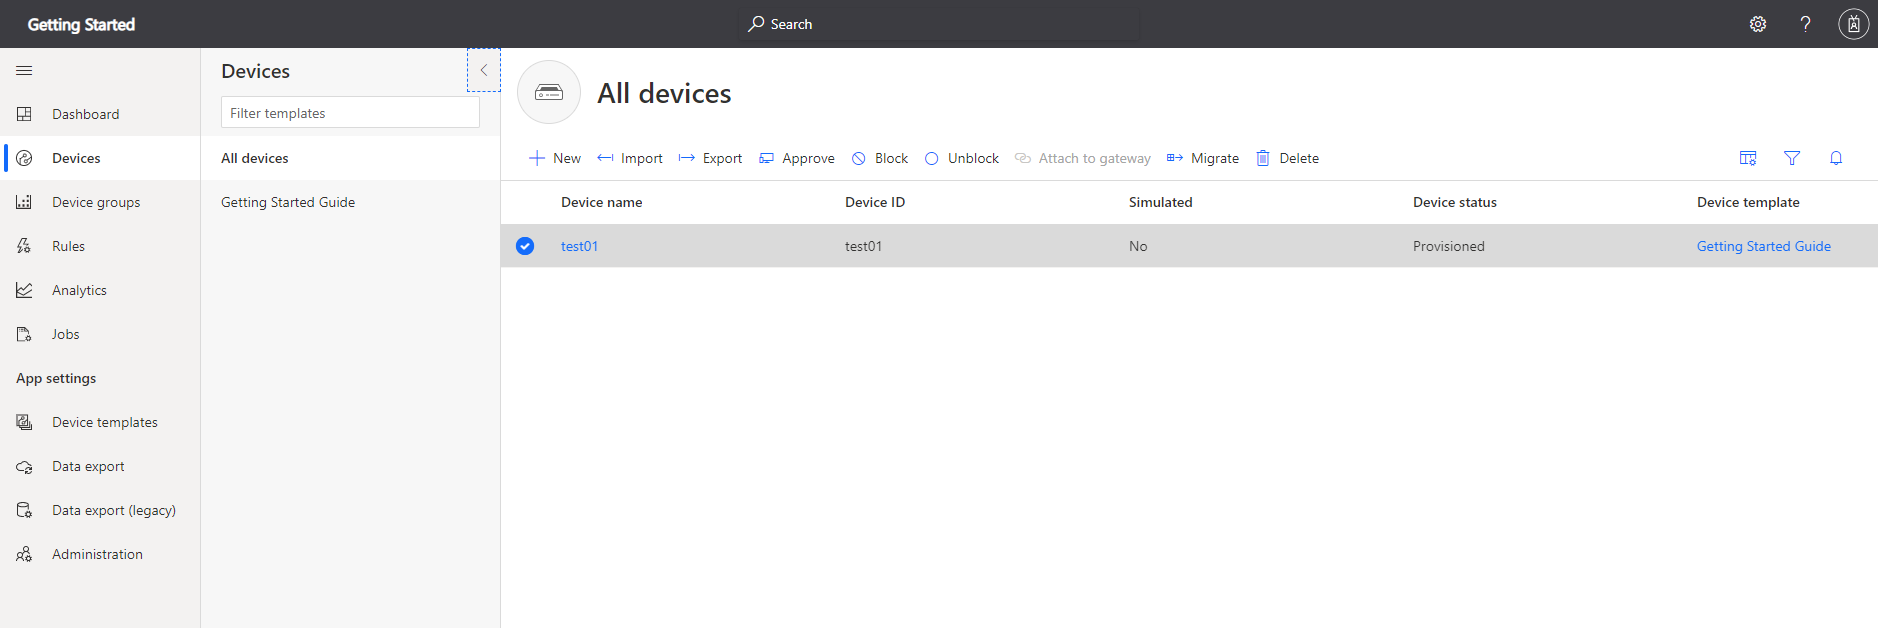 Getting Started
Search
Dashboard
Devices
Device groups
Rules
Analytics
Jobs
App settings
Device templates
Data export
Data export (legacy)
Administration
Devices
Filter templates
All devices
Getting Started Guide
All devices
New Import Export Approve Block Unblock Attach to gateway Migrate Delete
Device name Device ID Simulated Device status Device template
test01 test01 No Provisioned Getting Started Guide